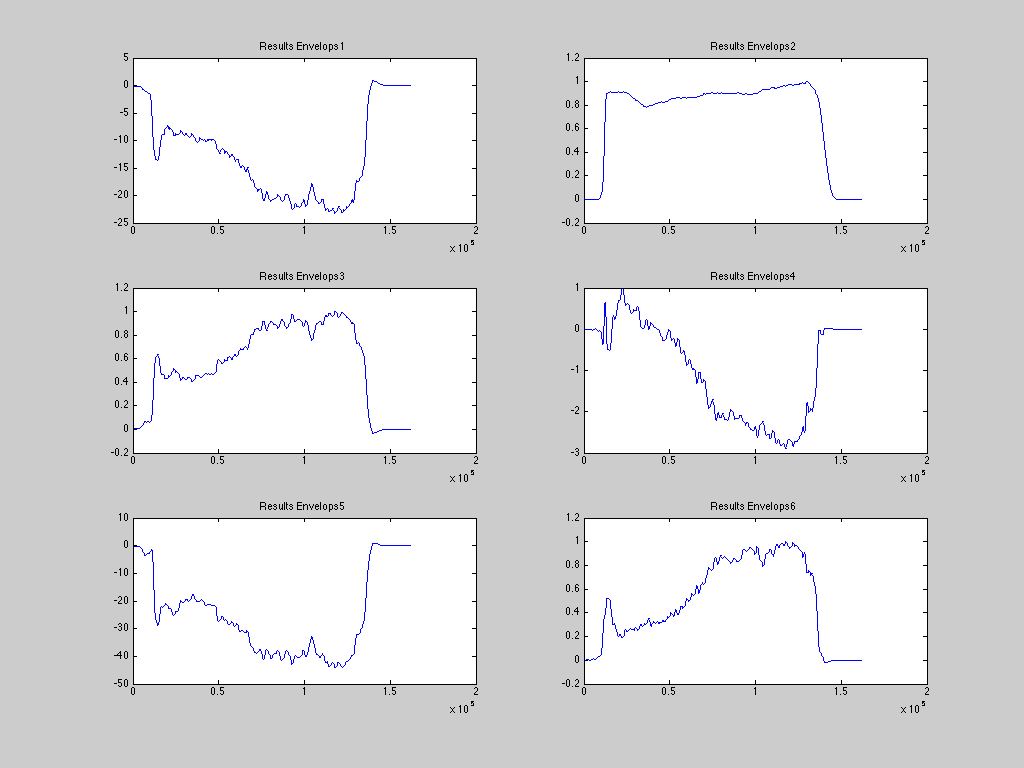 Results Envelops1
5
0
-5
-10
-15
-20
-25
0 0.5 1 1.5 2
x 10^5
Results Envelops2
1.2
1
0.8
0.6
0.4
0.2
0
-0.2
0 0.5 1 1.5 2
x 10^5
Results Envelops3
1.2
1
0.8
0.6
0.4
0.2
0
-0.2
0 0.5 1 1.5 2
x 10^5
Results Envelops4
1
0
-1
-2
-3
0 0.5 1 1.5 2
x 10^5
Results Envelops5
10
0
-10
-20
-30
-40
-50
0 0.5 1 1.5 2
x 10^5
Results Envelops6
1.2
1
0.8
0.6
0.4
0.2
0
-0.2
0 0.5 1 1.5 2
x 10^5